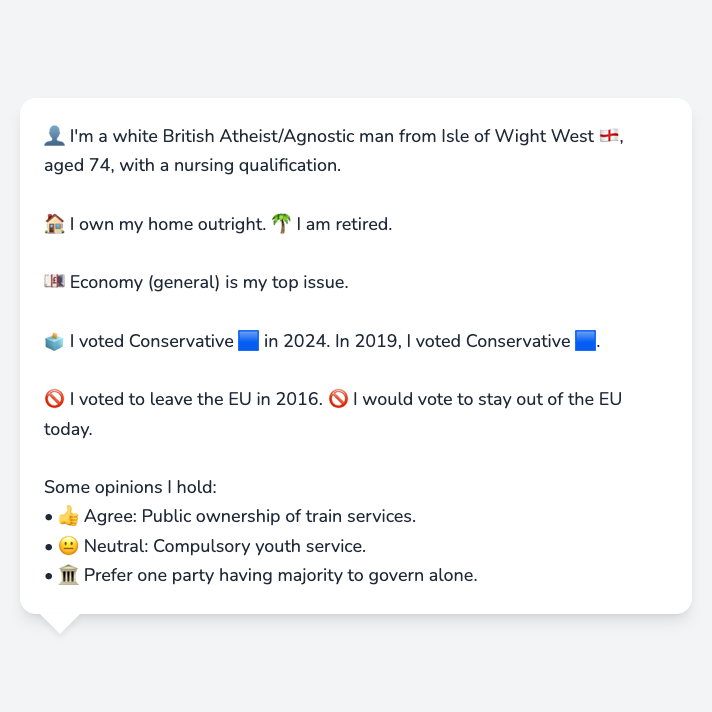 👤 I'm a white British Atheist/Agnostic man from Isle of Wight West 🏴󠁧󠁢󠁥󠁮󠁧󠁿,
aged 74, with a nursing qualification.
🏠 I own my home outright. 🌴 I am retired.
💷 Economy (general) is my top issue.
🗳️ I voted Conservative 🟦 in 2024. In 2019, I voted Conservative 🟦.
🚫 I voted to leave the EU in 2016. 🚫 I would vote to stay out of the EU
today.
Some opinions I hold:
• 👍 Agree: Public ownership of train services.
• 😐 Neutral: Compulsory youth service.
• 🏛️ Prefer one party having majority to govern alone.